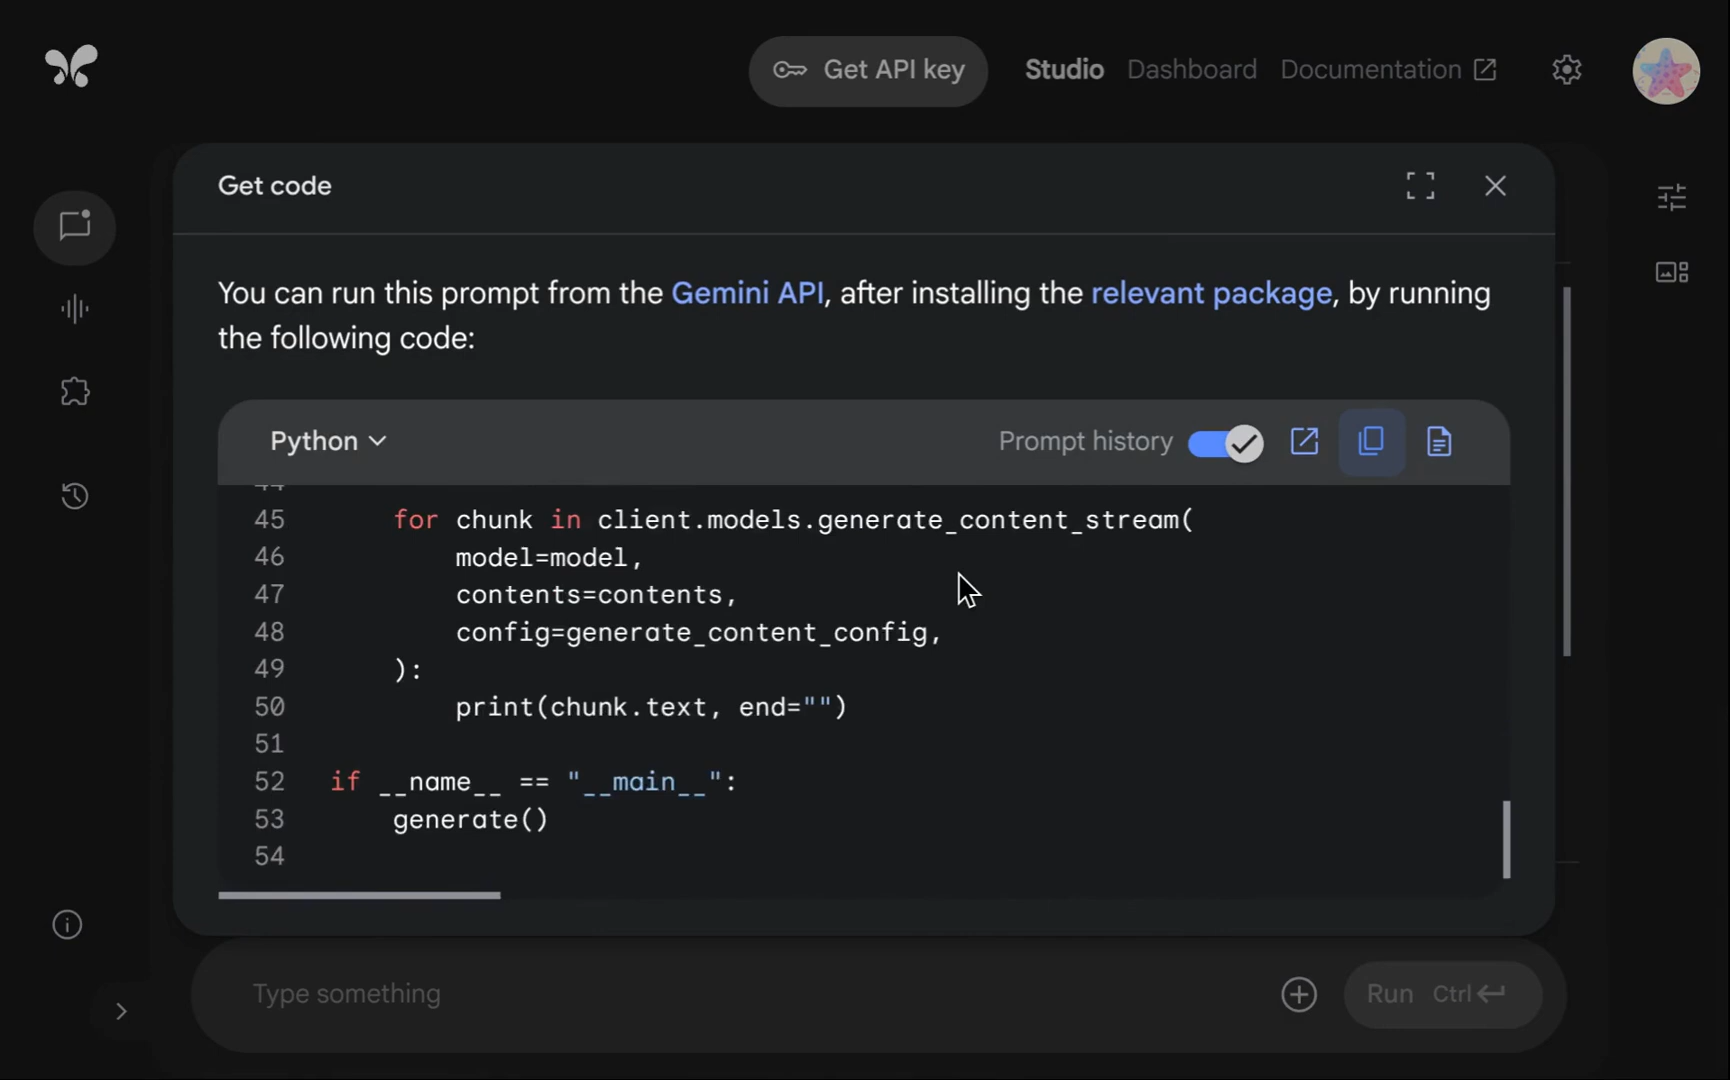 Get API key Studio Dashboard Documentation
Get code
You can run this prompt from the Gemini API, after installing the relevant package, by running
the following code:
Python Prompt history
44
45 for chunk in client.models.generate_content_stream(
46 model=model,
47 contents=contents,
48 config=generate_content_config,
49 ):
50 print(chunk.text, end="")
51
52 if __name__ == "__main__":
53 generate()
54
Type something Run Ctrl